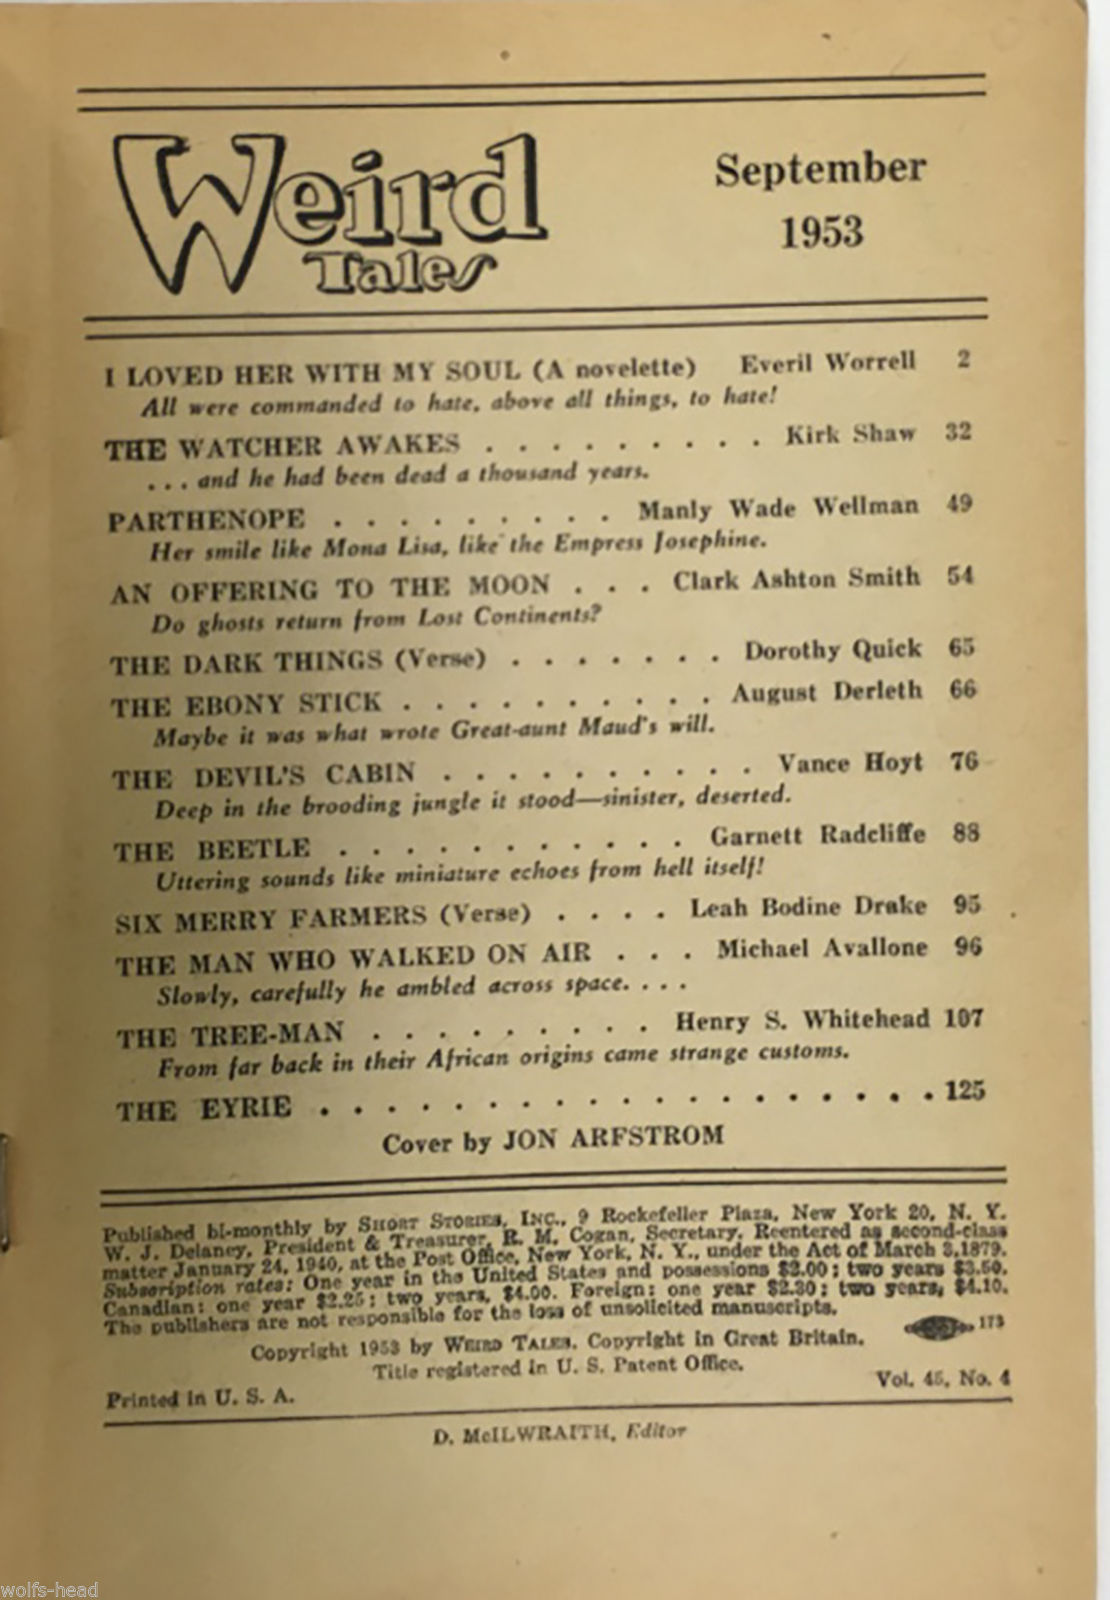 Weird
Tales
September
1953
I LOVED HER WITH MY SOUL (A novelette) Everil Worrell 2
All were commanded to hate, above all things, to hate!
THE WATCHER AWAKES . . . . . . . . . Kirk Shaw 32
. . . and he had been dead a thousand years.
PARTHENOPE . . . . . . . . . Manly Wade Wellman 49
Her smile like Mona Lisa, like the Empress Josephine.
AN OFFERING TO THE MOON . . . Clark Ashton Smith 54
Do ghosts return from Lost Continents?
THE DARK THINGS (Verse) . . . . . . . Dorothy Quick 65
THE EBONY STICK . . . . . . . . . . August Derleth 66
Maybe it was what wrote Great-aunt Maud's will.
THE DEVIL'S CABIN . . . . . . . . . . Vance Hoyt 76
Deep in the brooding jungle it stood—sinister, deserted.
THE BEETLE . . . . . . . . . . . Garnett Radcliffe 88
Uttering sounds like miniature echoes from hell itself!
SIX MERRY FARMERS (Verse) . . . . Leah Bodine Drake 95
THE MAN WHO WALKED ON AIR . . . Michael Avallone 96
Slowly, carefully he ambled across space. . . .
THE TREE-MAN . . . . . . . . . Henry S. Whitehead 107
From far back in their African origins came strange customs.
THE EYRIE . . . . . . . . . . . . . . . . . . . 125
Cover by JON ARFSTROM
Published bi-monthly by SHORT STORIES, INC., 9 Rockefeller Plaza, New York 20, N. Y.
W. J. Delaney, President & Treasurer, R. M. Cogan, Secretary. Reentered as second-class
matter January 24, 1940, at the Post Office, New York, N. Y., under the Act of March 3, 1879.
Subscription rates: One year in the United States and possessions $2.00; two years $3.50.
Canadian: one year $2.25; two years, $4.00. Foreign: one year $2.30; two years, $4.10.
The publishers are not responsible for the loss of unsolicited manuscripts.
173
Copyright 1953 by WEIRD TALES. Copyright in Great Britain.
Title registered in U. S. Patent Office.
Printed in U. S. A.
Vol. 45, No. 4
D. McILWRAITH, Editor
wolfs-head